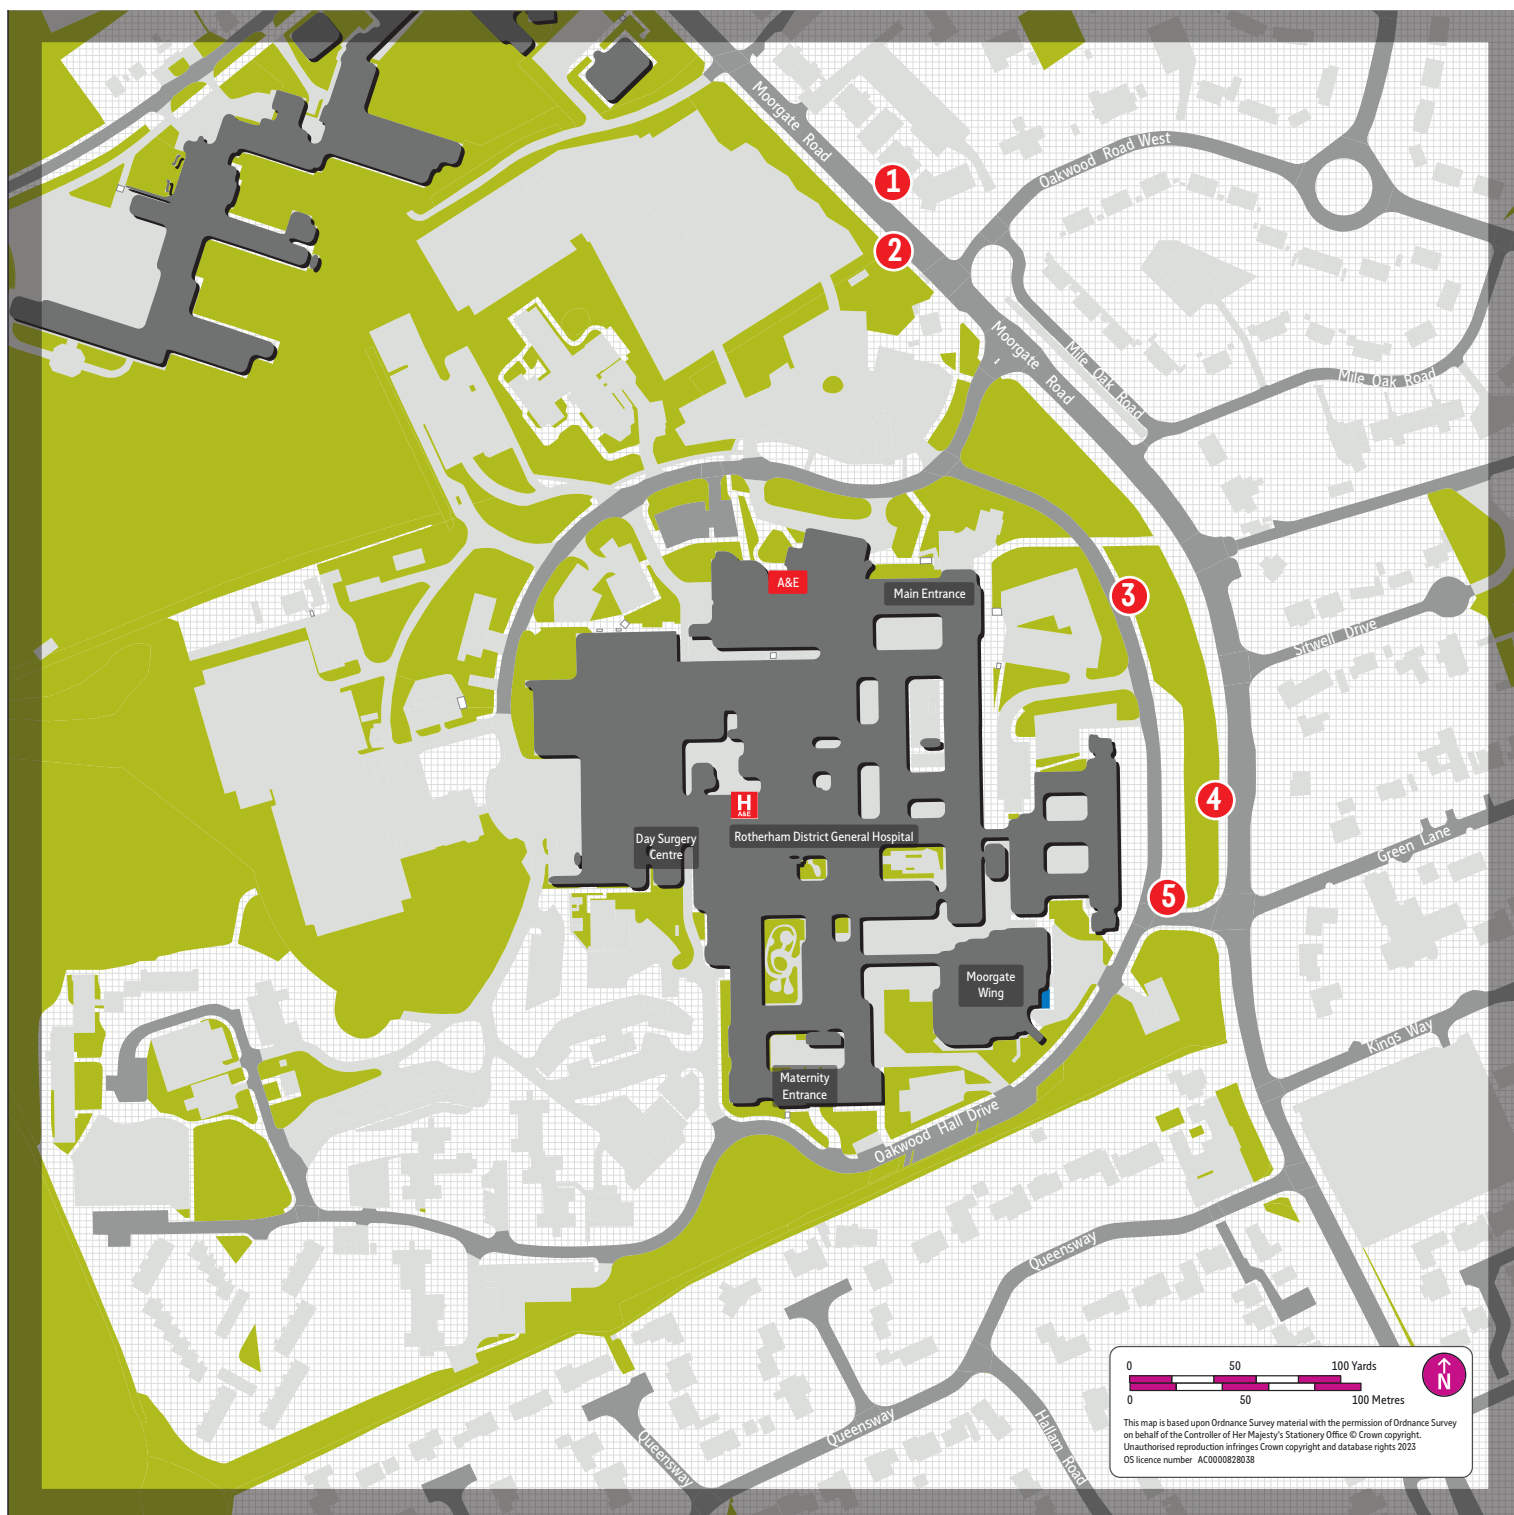 Moorgate Road
Oakwood Road West
1
2
Moorgate Road
Mile Oak Road
Mile Oak Road
A&E
Main Entrance
3
Sitwell Drive
H
A&E
4
Day Surgery
Centre
Rotherham District General Hospital
Green Lane
5
Moorgate
Wing
Kings Way
Maternity
Entrance
Oakwood Hall Drive
Queensway
Queensway
Queensway
Hallam Road
0 50 100 Yards
0 50 100 Metres
N
This map is based upon Ordnance Survey material with the permission of Ordnance Survey
on behalf of the Controller of Her Majesty's Stationery Office © Crown copyright.
Unauthorised reproduction infringes Crown copyright and database rights 2023
OS licence number AC0000828038